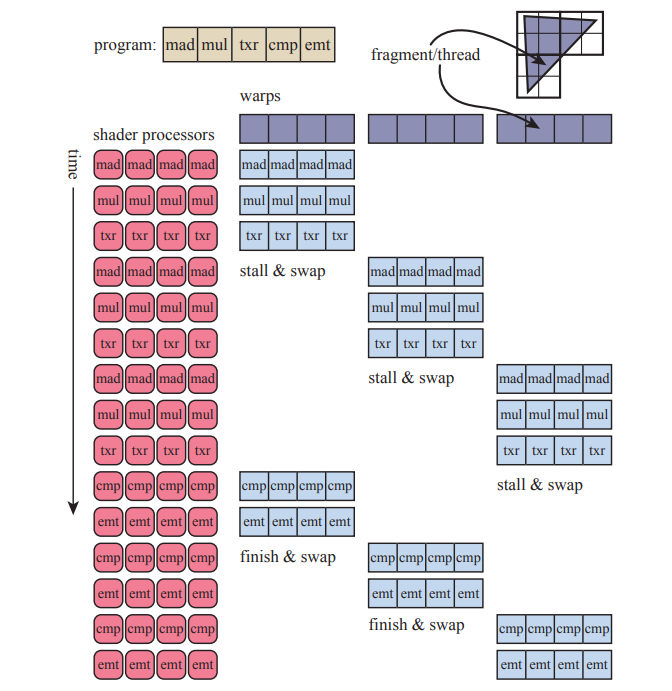 program: mad mul txr cmp emt
fragment/thread
warps
shader processors
time
mad mad mad mad mad mad mad mad
mul mul mul mul mul mul mul mul
txr txr txr txr txr txr txr txr
mad mad mad mad stall & swap mad mad mad mad
mul mul mul mul mul mul mul mul
txr txr txr txr txr txr txr txr
mad mad mad mad stall & swap mad mad mad mad
mul mul mul mul mul mul mul mul
txr txr txr txr txr txr txr txr
cmp cmp cmp cmp cmp cmp cmp cmp stall & swap
emt emt emt emt emt emt emt emt
cmp cmp cmp cmp finish & swap cmp cmp cmp cmp
emt emt emt emt emt emt emt emt
cmp cmp cmp cmp finish & swap cmp cmp cmp cmp
emt emt emt emt emt emt emt emt